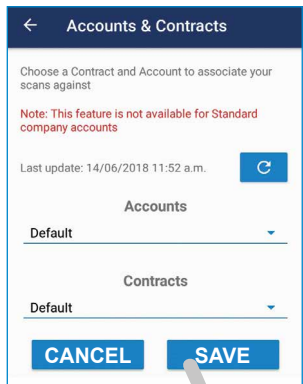 Accounts & Contracts
Choose a Contract and Account to associate your
scans against
Note: This feature is not available for Standard
company accounts
Last update: 14/06/2018 11:52 a.m.
Accounts
Default
Contracts
Default
CANCEL SAVE